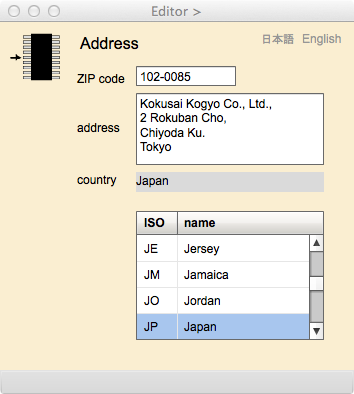 Editor >
日本語 English
Address
ZIP code 102-0085
address
Kokusai Kogyo Co., Ltd.,
2 Rokuban Cho,
Chiyoda Ku.
Tokyo
country Japan
ISO name
JE Jersey
JM Jamaica
JO Jordan
JP Japan